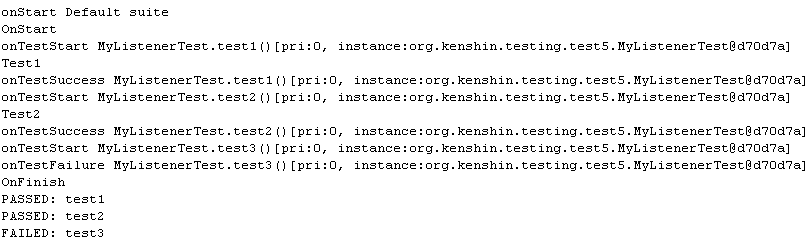 onStart Default suite
OnStart
onTestStart MyListenerTest.test1()[pri:0, instance:org.kenshin.testing.test5.MyListenerTest@d70d7a]
Test1
onTestSuccess MyListenerTest.test1()[pri:0, instance:org.kenshin.testing.test5.MyListenerTest@d70d7a]
onTestStart MyListenerTest.test2()[pri:0, instance:org.kenshin.testing.test5.MyListenerTest@d70d7a]
Test2
onTestSuccess MyListenerTest.test2()[pri:0, instance:org.kenshin.testing.test5.MyListenerTest@d70d7a]
onTestStart MyListenerTest.test3()[pri:0, instance:org.kenshin.testing.test5.MyListenerTest@d70d7a]
onTestFailure MyListenerTest.test3()[pri:0, instance:org.kenshin.testing.test5.MyListenerTest@d70d7a]
OnFinish
PASSED: test1
PASSED: test2
FAILED: test3